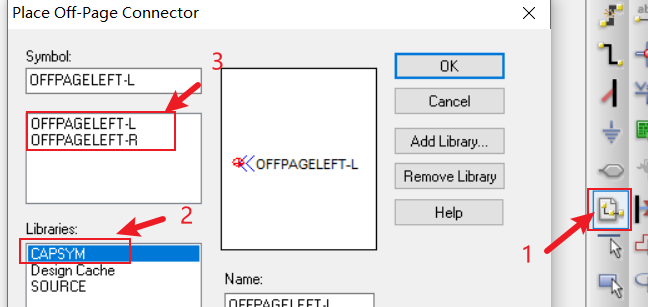 Place Off-Page Connector
Symbol:
OFFPAGELEFT-L
3
OFFPAGELEFT-L
OFFPAGELEFT-R
OFFPAGELEFT-L
OK
Cancel
Add Library...
Remove Library
Help
Libraries:
2
CAPSYM
Design Cache
SOURCE
Name:
OFFPAGELEFT-L
1